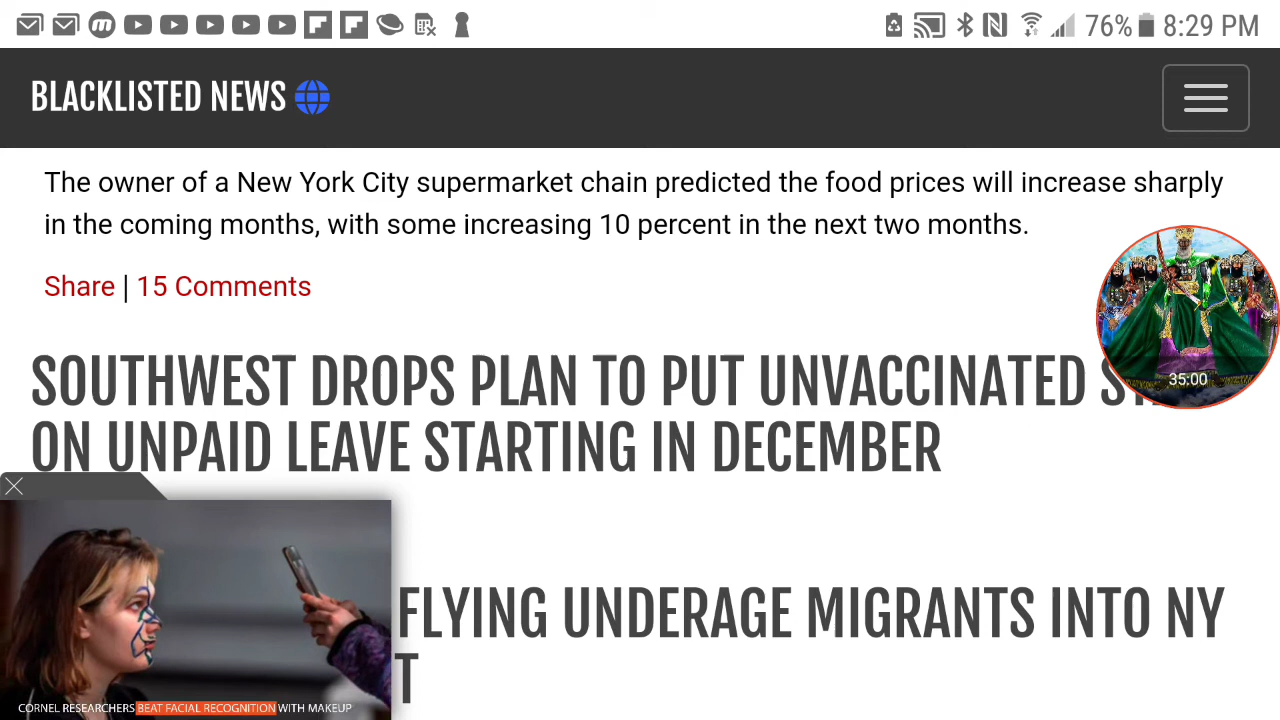 76% 8:29 PM
BLACKLISTED NEWS
The owner of a New York City supermarket chain predicted the food prices will increase sharply
in the coming months, with some increasing 10 percent in the next two months.
Share | 15 Comments
35:00
SOUTHWEST DROPS PLAN TO PUT UNVACCINATED
ON UNPAID LEAVE STARTING IN DECEMBER
FLYING UNDERAGE MIGRANTS INTO NY
CORNEL RESEARCHERS BEAT FACIAL RECOGNITION WITH MAKEUP